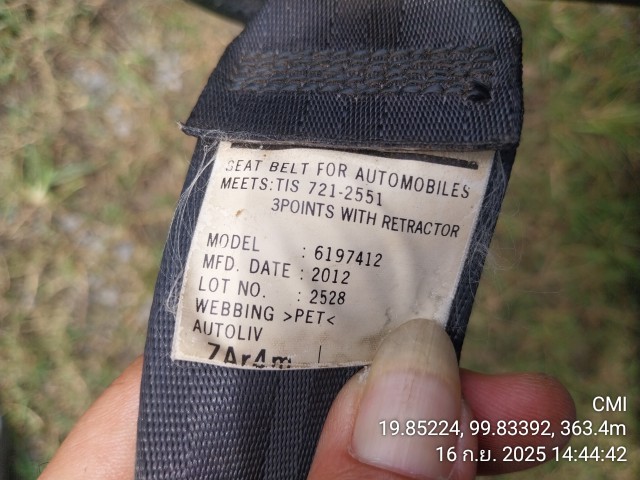 SEAT BELT FOR AUTOMOBILES
MEETS:TIS 721-2551
3POINTS WITH RETRACTOR
MODEL : 6197412
MFD. DATE : 2012
LOT NO. : 2528
WEBBING >PET<
AUTOLIV
CMI
19.85224, 99.83392, 363.4m
16 ก.ย. 2025 14:44:42